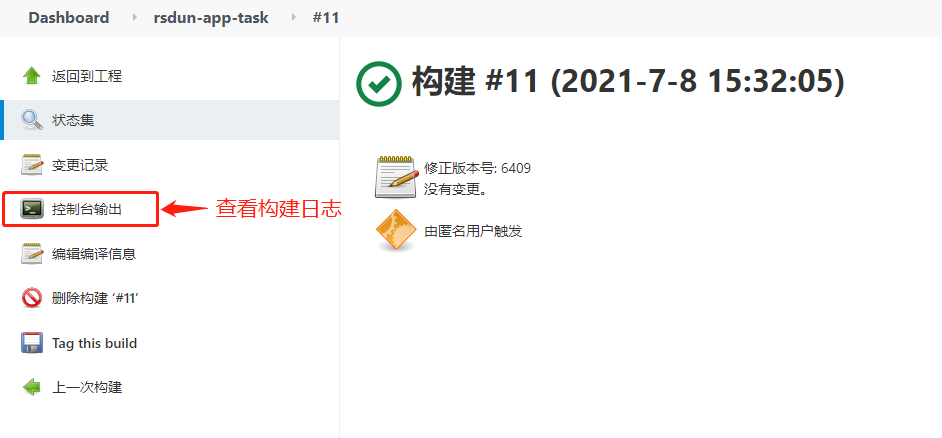 Dashboard rsdun-app-task #11
返回到工程
状态集
变更记录
控制台输出
查看构建日志
编辑编译信息
删除构建 ‘#11’
Tag this build
上一次构建
构建 #11 (2021-7-8 15:32:05)
修正版本号: 6409
没有变更。
由匿名用户触发